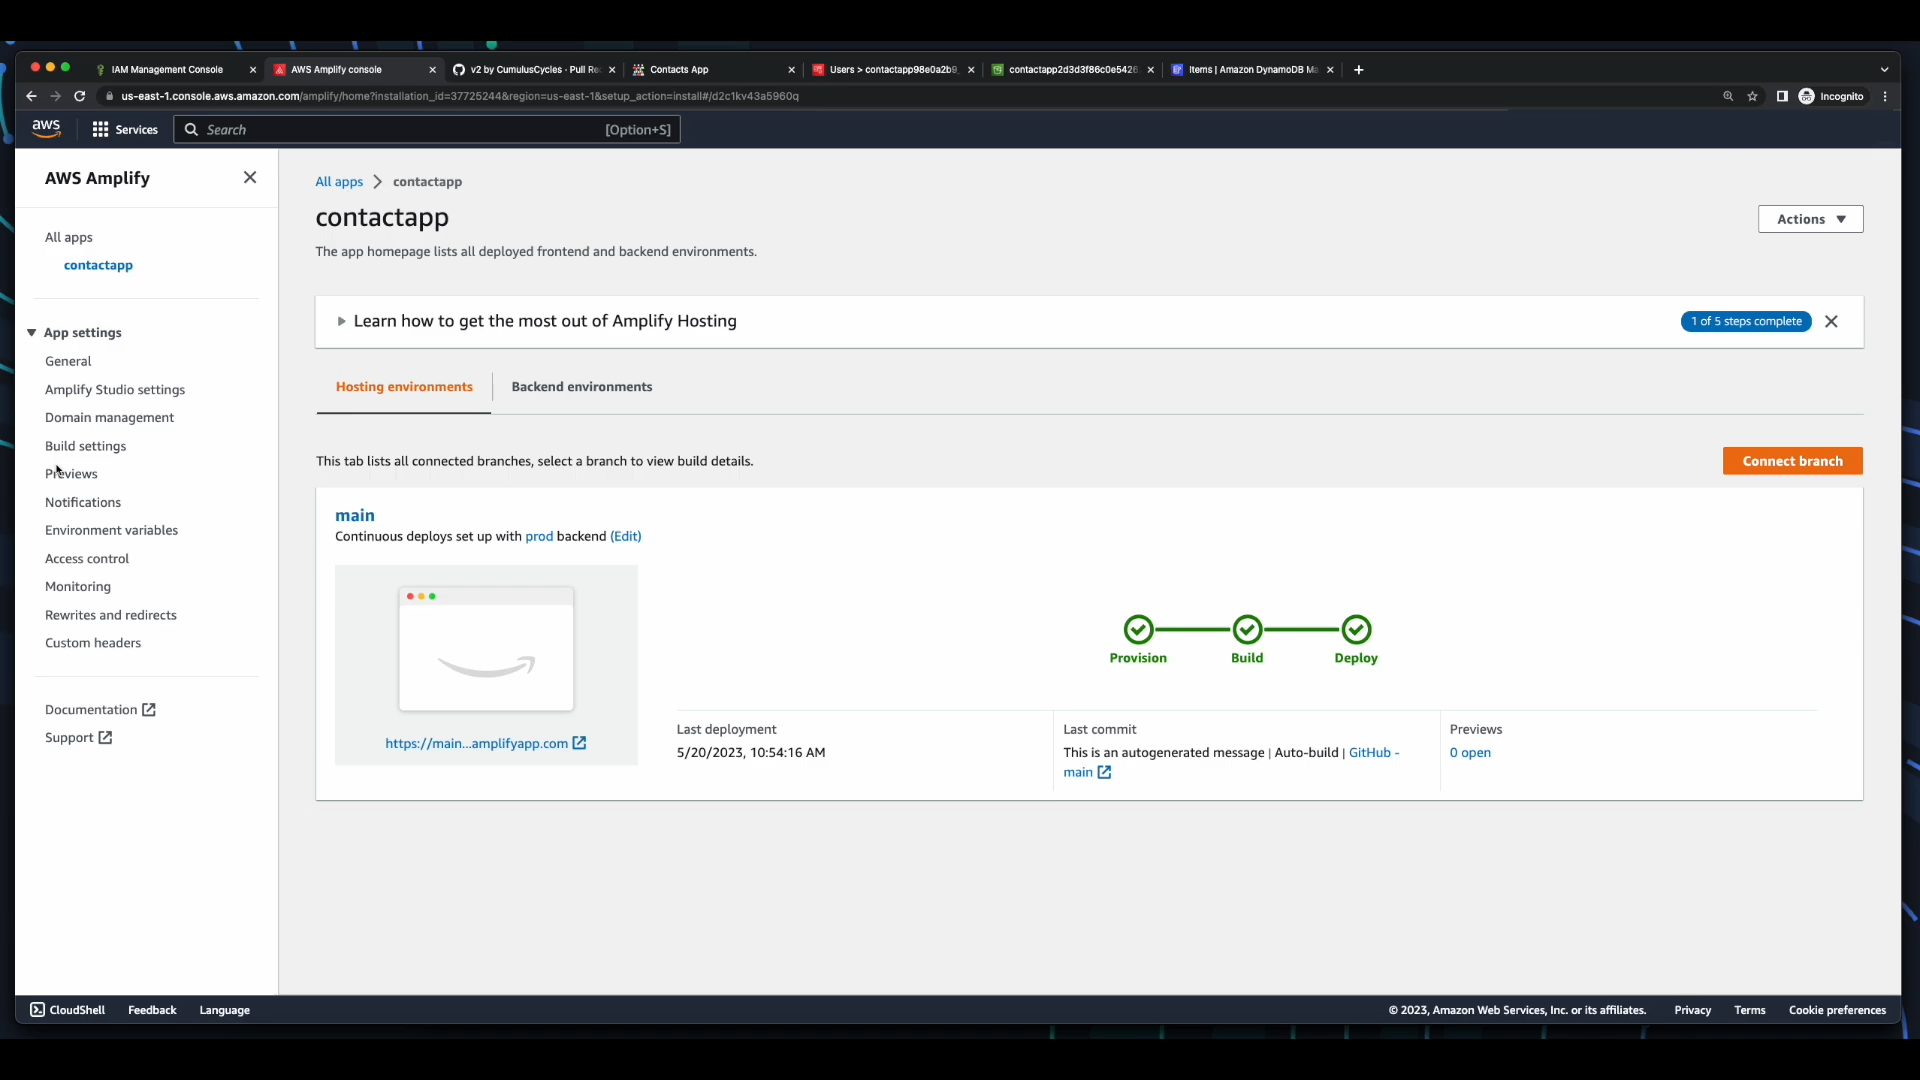 IAM Management Console
AWS Amplify console
v2 by CumulusCycles · Pull Re
Contacts App
Users > contactapp98e0a2b9_
contactapp2d3d3f86c0e5426
Items | Amazon DynamoDB Ma
us-east-1.console.aws.amazon.com/amplify/home?installation_id=37725244&region=us-east-1&setup_action=install#/d2c1kv43a5960q
Incognito
aws
Services
Search
[Option+S]
AWS Amplify
All apps
contactapp
App settings
General
Amplify Studio settings
Domain management
Build settings
Previews
Notifications
Environment variables
Access control
Monitoring
Rewrites and redirects
Custom headers
Documentation
Support
All apps > contactapp
contactapp
Actions
The app homepage lists all deployed frontend and backend environments.
Learn how to get the most out of Amplify Hosting
1 of 5 steps complete
Hosting environments
Backend environments
This tab lists all connected branches, select a branch to view build details.
Connect branch
main
Continuous deploys set up with prod backend (Edit)
https://main...amplifyapp.com
Provision
Build
Deploy
Last deployment
5/20/2023, 10:54:16 AM
Last commit
This is an autogenerated message | Auto-build | GitHub -
main
Previews
0 open
CloudShell
Feedback
Language
© 2023, Amazon Web Services, Inc. or its affiliates.
Privacy
Terms
Cookie preferences